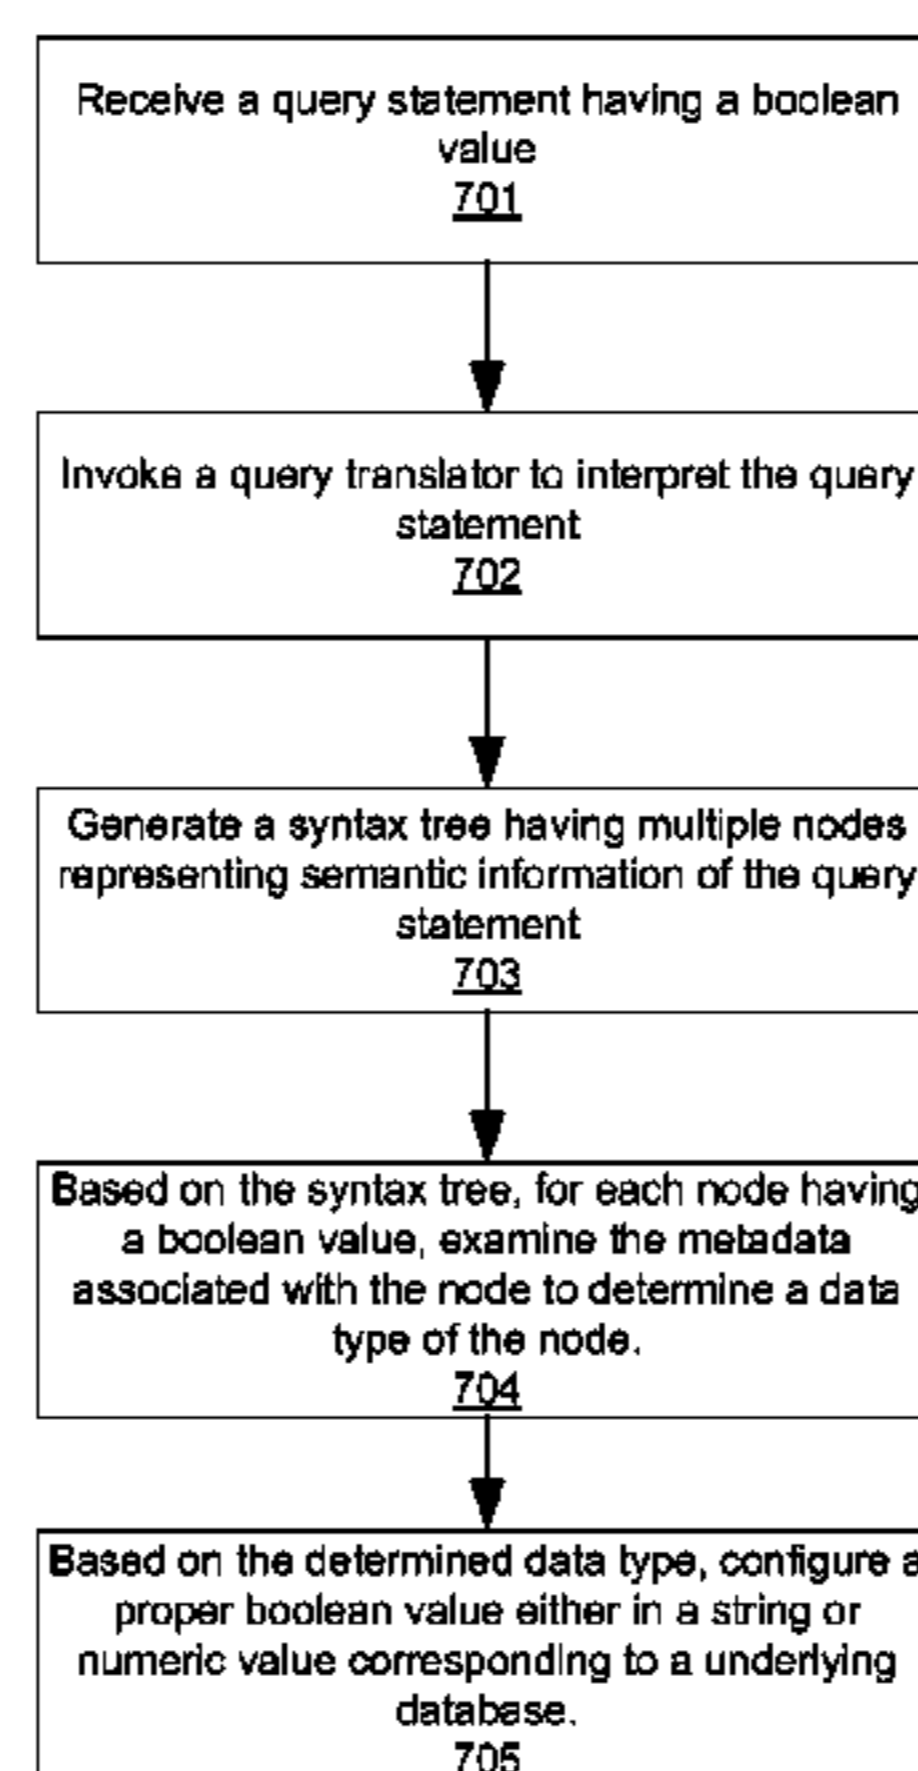 Receive a query statement having a boolean
value
701
Invoke a query translator to interpret the query
statement
702
Generate a syntax tree having multiple nodes
representing semantic information of the query
statement
703
Based on the syntax tree, for each node having
a boolean value, examine the metadata
associated with the node to determine a data
type of the node.
704
Based on the determined data type, configure a
proper boolean value either in a string or
numeric value corresponding to a underlying
database.
705